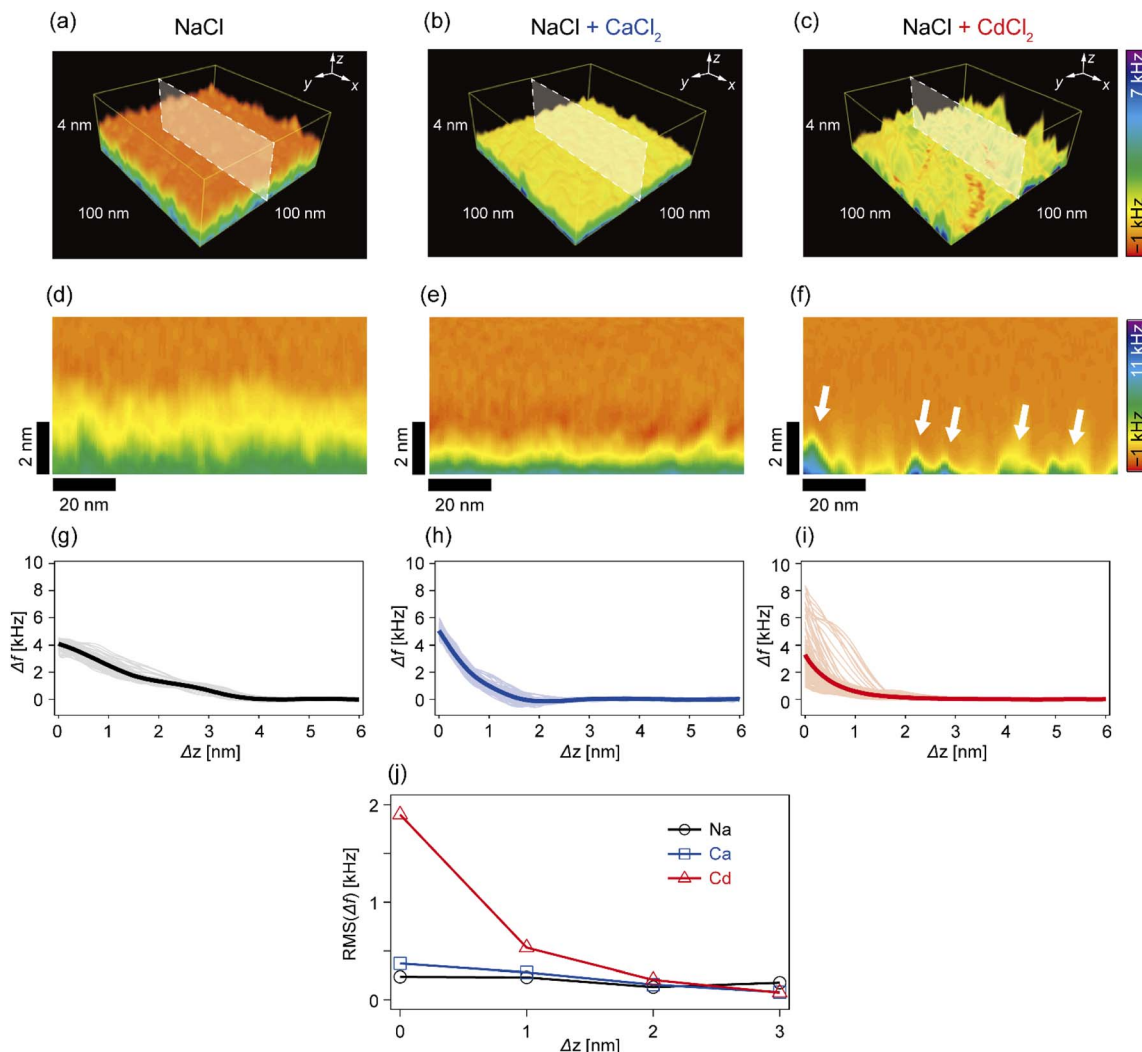 (a) NaCl
(b) NaCl + CaCl₂
(c) NaCl + CdCl₂
z
y
x
4 nm
100 nm
100 nm
z
y
x
4 nm
100 nm
100 nm
z
y
x
4 nm
100 nm
100 nm
−1 kHz 7 kHz
(d)
(e)
(f)
2 nm
20 nm
2 nm
20 nm
2 nm
20 nm
−1 kHz 11 kHz
(g)
Δf [kHz]
10
8
6
4
2
0
0 1 2 3 4 5 6
Δz [nm]
(h)
Δf [kHz]
10
8
6
4
2
0
0 1 2 3 4 5 6
Δz [nm]
(i)
Δf [kHz]
10
8
6
4
2
0
0 1 2 3 4 5 6
Δz [nm]
(j)
RMS(Δf) [kHz]
2
1
0
Na
Ca
Cd
0 1 2 3
Δz [nm]